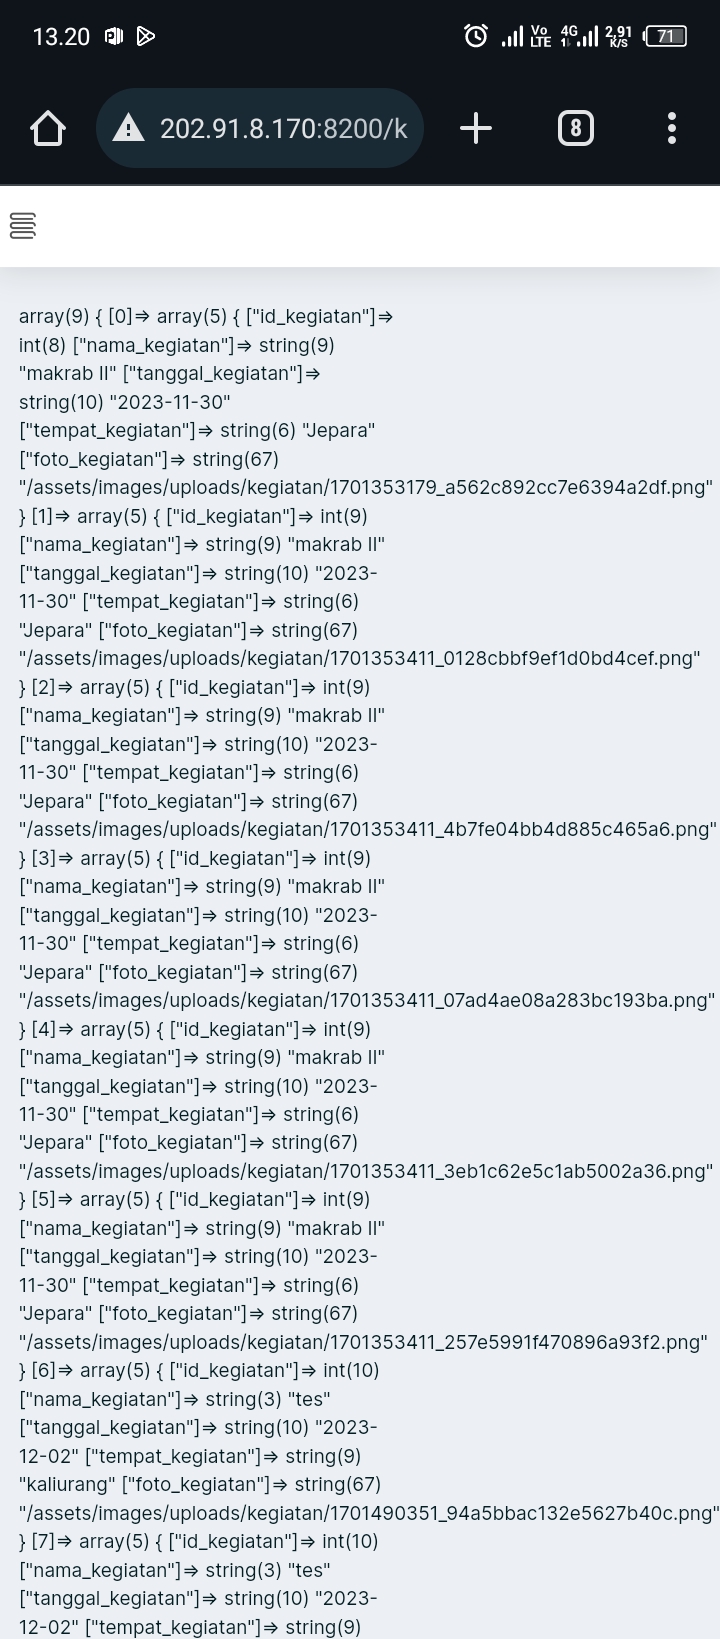 13.20
Vo LTE 4G 2,91 K/S 71
202.91.8.170:8200/k
8
array(9) { [0]=> array(5) { ["id_kegiatan"]=>
int(8) ["nama_kegiatan"]=> string(9)
"makrab II" ["tanggal_kegiatan"]=>
string(10) "2023-11-30"
["tempat_kegiatan"]=> string(6) "Jepara"
["foto_kegiatan"]=> string(67)
"/assets/images/uploads/kegiatan/1701353179_a562c892cc7e6394a2df.png"
} [1]=> array(5) { ["id_kegiatan"]=> int(9)
["nama_kegiatan"]=> string(9) "makrab II"
["tanggal_kegiatan"]=> string(10) "2023-
11-30" ["tempat_kegiatan"]=> string(6)
"Jepara" ["foto_kegiatan"]=> string(67)
"/assets/images/uploads/kegiatan/1701353411_0128cbbf9ef1d0bd4cef.png"
} [2]=> array(5) { ["id_kegiatan"]=> int(9)
["nama_kegiatan"]=> string(9) "makrab II"
["tanggal_kegiatan"]=> string(10) "2023-
11-30" ["tempat_kegiatan"]=> string(6)
"Jepara" ["foto_kegiatan"]=> string(67)
"/assets/images/uploads/kegiatan/1701353411_4b7fe04bb4d885c465a6.png"
} [3]=> array(5) { ["id_kegiatan"]=> int(9)
["nama_kegiatan"]=> string(9) "makrab II"
["tanggal_kegiatan"]=> string(10) "2023-
11-30" ["tempat_kegiatan"]=> string(6)
"Jepara" ["foto_kegiatan"]=> string(67)
"/assets/images/uploads/kegiatan/1701353411_07ad4ae08a283bc193ba.png"
} [4]=> array(5) { ["id_kegiatan"]=> int(9)
["nama_kegiatan"]=> string(9) "makrab II"
["tanggal_kegiatan"]=> string(10) "2023-
11-30" ["tempat_kegiatan"]=> string(6)
"Jepara" ["foto_kegiatan"]=> string(67)
"/assets/images/uploads/kegiatan/1701353411_3eb1c62e5c1ab5002a36.png"
} [5]=> array(5) { ["id_kegiatan"]=> int(9)
["nama_kegiatan"]=> string(9) "makrab II"
["tanggal_kegiatan"]=> string(10) "2023-
11-30" ["tempat_kegiatan"]=> string(6)
"Jepara" ["foto_kegiatan"]=> string(67)
"/assets/images/uploads/kegiatan/1701353411_257e5991f470896a93f2.png"
} [6]=> array(5) { ["id_kegiatan"]=> int(10)
["nama_kegiatan"]=> string(3) "tes"
["tanggal_kegiatan"]=> string(10) "2023-
12-02" ["tempat_kegiatan"]=> string(9)
"kaliurang" ["foto_kegiatan"]=> string(67)
"/assets/images/uploads/kegiatan/1701490351_94a5bbac132e5627b40c.png"
} [7]=> array(5) { ["id_kegiatan"]=> int(10)
["nama_kegiatan"]=> string(3) "tes"
["tanggal_kegiatan"]=> string(10) "2023-
12-02" ["tempat_kegiatan"]=> string(9)